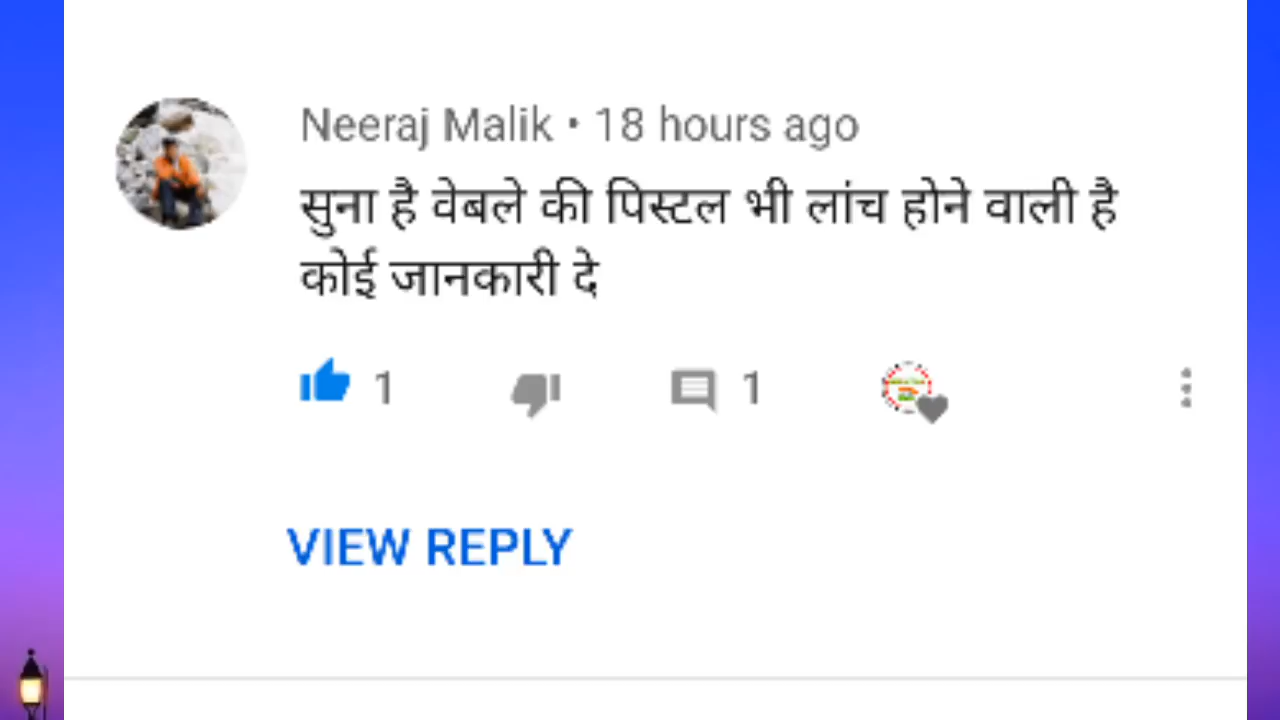 Neeraj Malik • 18 hours ago
सुना है वेबले की पिस्टल भी लांच होने वाली है
कोई जानकारी दे
1 1
VIEW REPLY